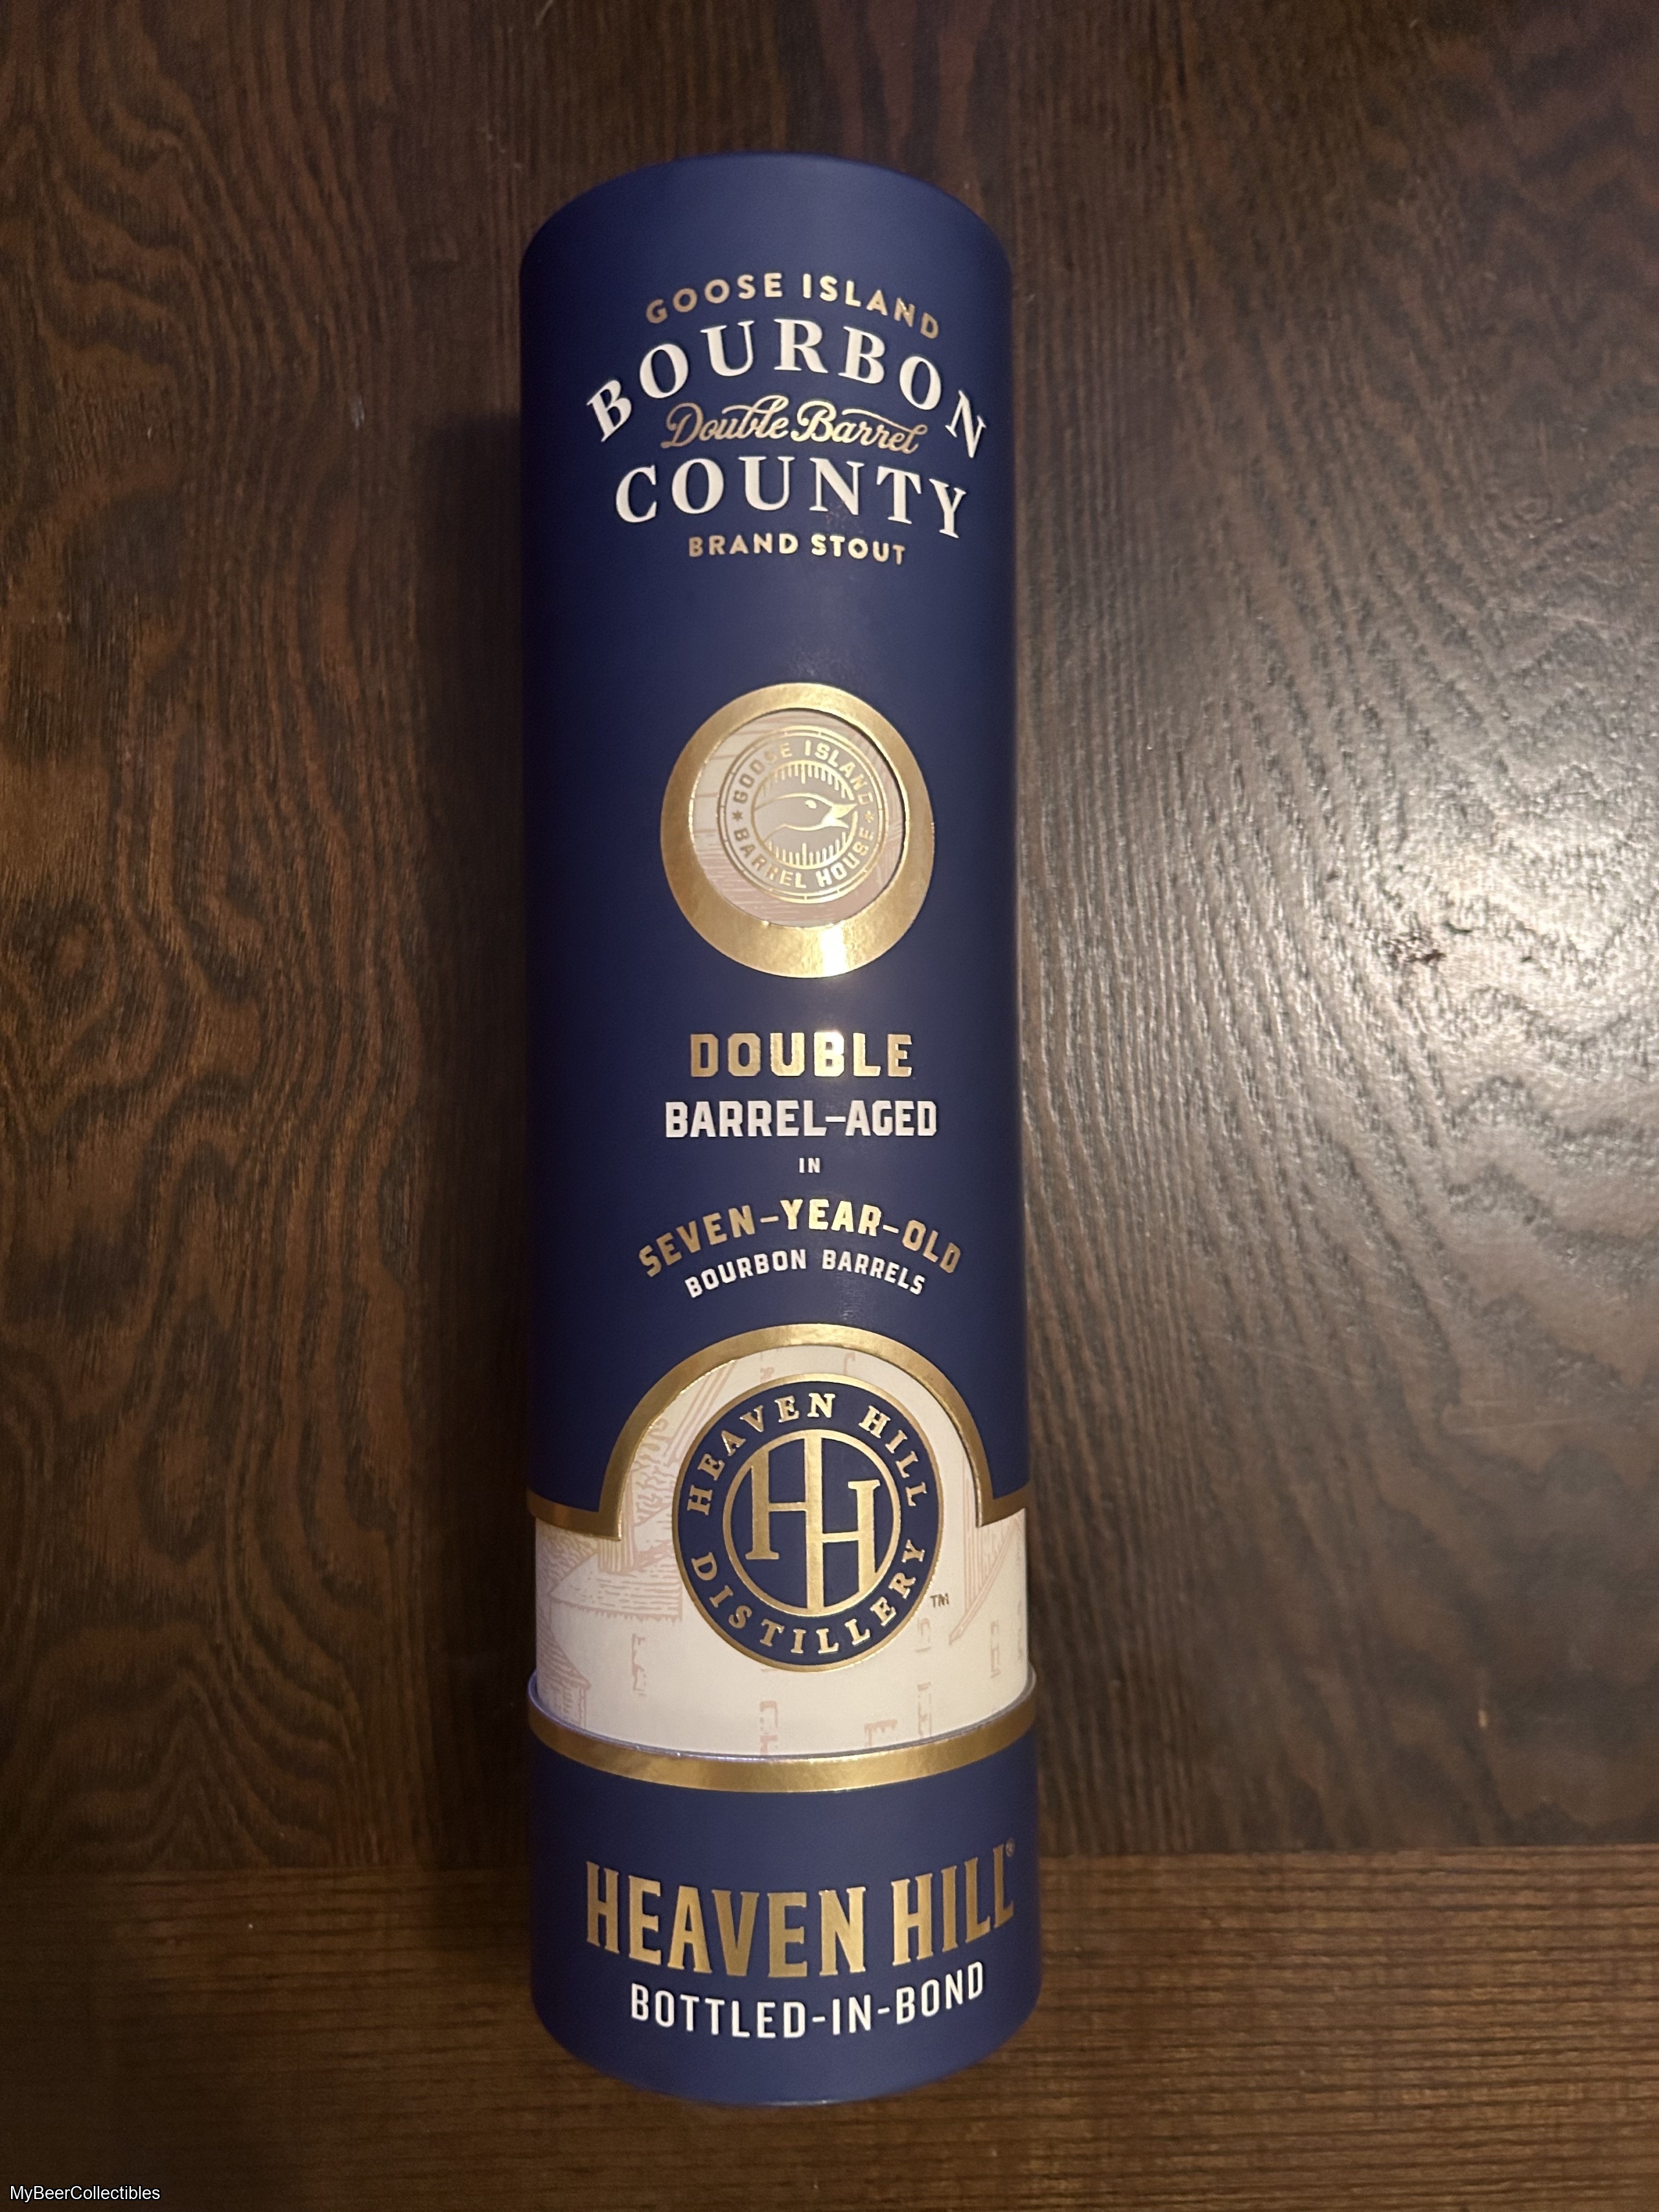 GOOSE ISLAND
BOURBON
Double Barrel
COUNTY
BRAND STOUT
GOOSE ISLAND
BARREL HOUSE
DOUBLE
BARREL-AGED
IN
SEVEN-YEAR-OLD
BOURBON BARRELS
HEAVEN HILL
HH
DISTILLERY
TM
HEAVEN HILL®
BOTTLED-IN-BOND
MyBeerCollectibles